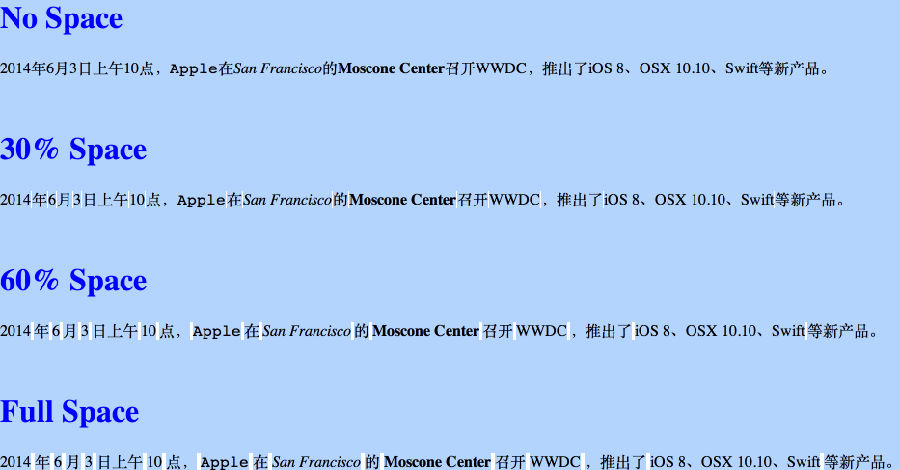 No Space
2014年6月3日上午10点，Apple在San Francisco的Moscone Center召开WWDC，推出了iOS 8、OSX 10.10、Swift等新产品。
30% Space
2014年6月3日上午10点，Apple在San Francisco的Moscone Center召开WWDC，推出了iOS 8、OSX 10.10、Swift等新产品。
60% Space
2014 年 6 月 3 日上午 10 点，Apple 在 San Francisco 的 Moscone Center 召开 WWDC，推出了 iOS 8、OSX 10.10、Swift 等新产品。
Full Space
2014 年 6 月 3 日上午 10 点，Apple 在 San Francisco 的 Moscone Center 召开 WWDC，推出了 iOS 8、OSX 10.10、Swift 等新产品。